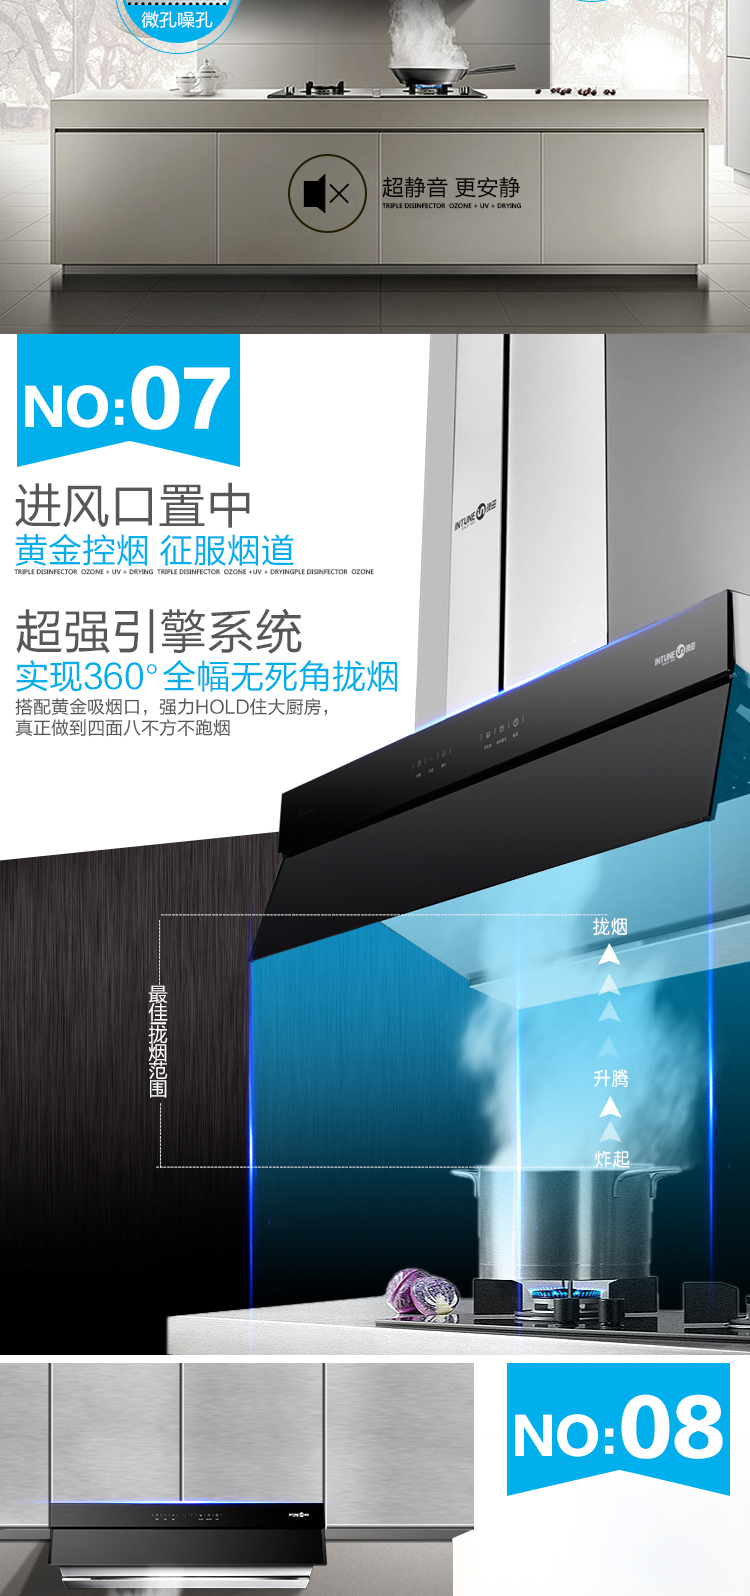 微孔噪孔
超静音 更安静
TRIPLE DISINFECTOR OZONE + UV + DRYING
NO:07
进风口置中
黄金控烟 征服烟道
TRIPLE DISINFECTOR OZONE + UV + DRYING TRIPLE DISINFECTOR OZONE +UV + DRYINGPLE DISINFECTOR OZONE
超强引擎系统
实现360°全幅无死角拢烟
搭配黄金吸烟口，强力HOLD住大厨房，
真正做到四面八不方不跑烟
INTUNE
INTUNE
拢烟
最佳拢烟范围
升腾
炸起
NO:08